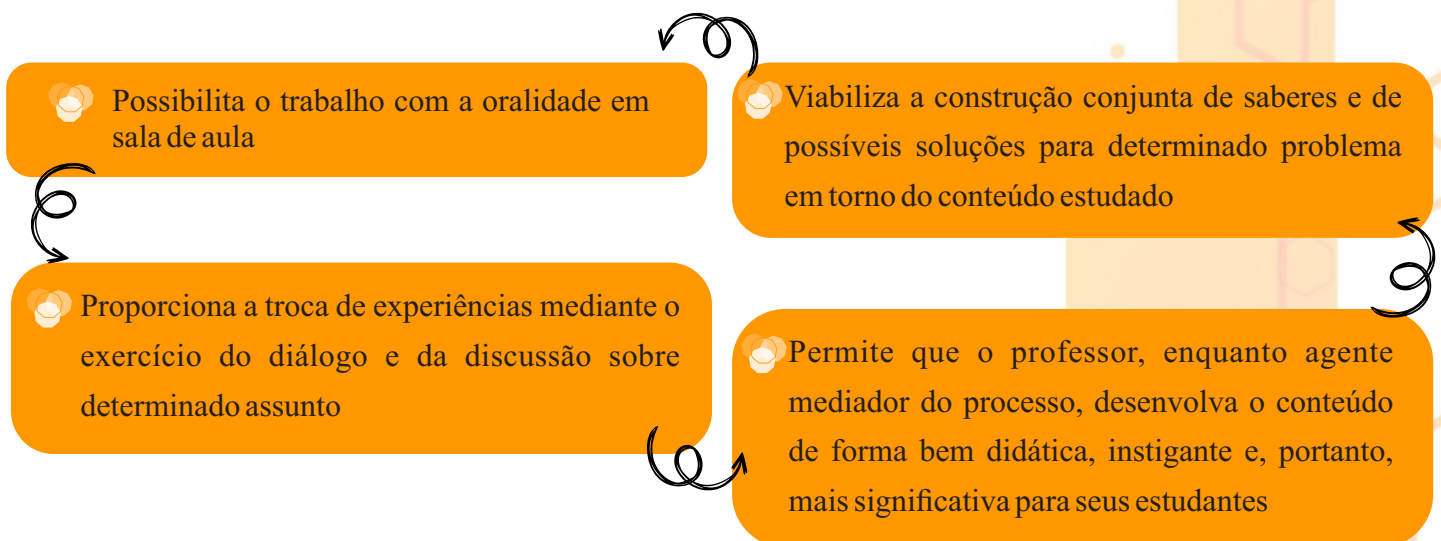 Possibilita o trabalho com a oralidade em
sala de aula
Proporciona a troca de experiências mediante o
exercício do diálogo e da discussão sobre
determinado assunto
Permite que o professor, enquanto agente
mediador do processo, desenvolva o conteúdo
de forma bem didática, instigante e, portanto,
mais significativa para seus estudantes
Viabiliza a construção conjunta de saberes e de
possíveis soluções para determinado problema
em torno do conteúdo estudado